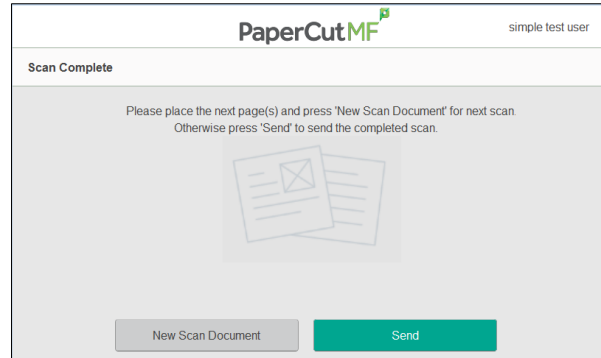 PaperCutMF
simple test user
Scan Complete
Please place the next page(s) and press 'New Scan Document' for next scan.
Otherwise press 'Send' to send the completed scan.
New Scan Document
Send